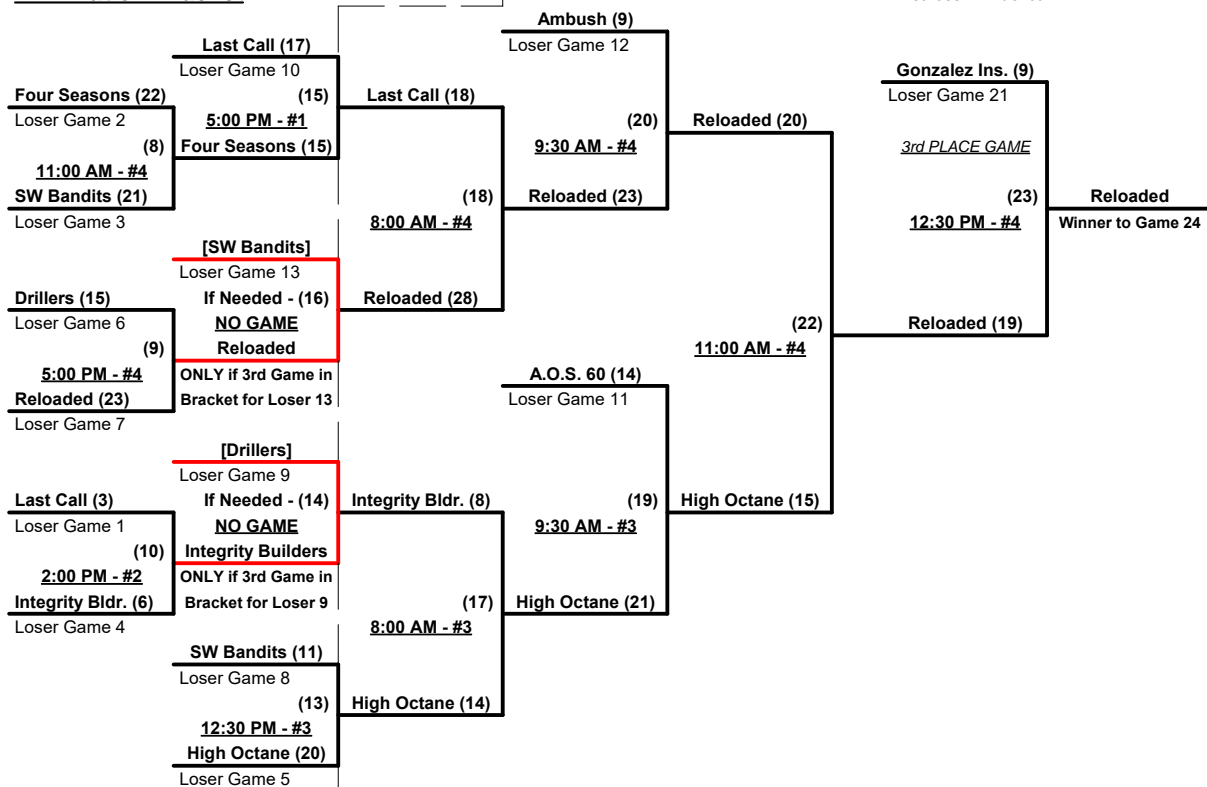 Ambush (9)
Last Call (17)
Loser Game 12
Loser Game 10
Gonzalez Ins. (9)
Four Seasons (22)
(15)
Last Call (18)
Loser Game 21
Loser Game 2
5:00 PM - #1
(20)
Reloaded (20)
(8)
Four Seasons (15)
9:30 AM - #4
3rd PLACE GAME
11:00 AM - #4
SW Bandits (21)
(18)
Reloaded (23)
(23)
Reloaded
Loser Game 3
8:00 AM - #4
12:30 PM - #4
Winner to Game 24
[SW Bandits]
Loser Game 13
Drillers (15)
If Needed - (16)
Reloaded (28)
Loser Game 6
NO GAME
(22)
Reloaded (19)
(9)
Reloaded
11:00 AM - #4
5:00 PM - #4
ONLY if 3rd Game in
A.O.S. 60 (14)
Reloaded (23)
Bracket for Loser 13
Loser Game 11
Loser Game 7
[Drillers]
Loser Game 9
Last Call (3)
If Needed - (14)
Integrity Bldr. (8)
(19)
High Octane (15)
Loser Game 1
NO GAME
9:30 AM - #3
(10)
Integrity Builders
2:00 PM - #2
ONLY if 3rd Game in
Integrity Bldr. (6)
Bracket for Loser 9
(17)
High Octane (21)
Loser Game 4
8:00 AM - #3
SW Bandits (11)
Loser Game 8
(13)
High Octane (14)
12:30 PM - #3
High Octane (20)
Loser Game 5